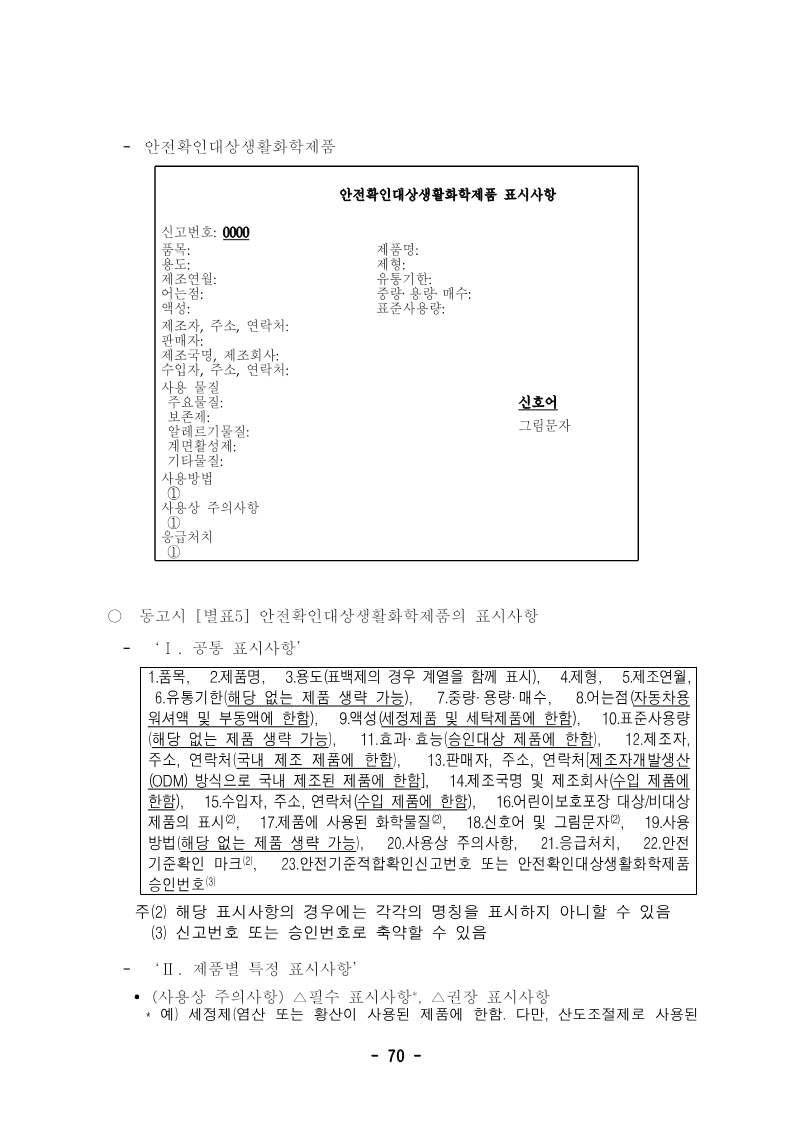 - 안전확인대상생활화학제품
안전확인대상생활화학제품 표시사항
신고번호: 0000
품목: 제품명:
용도: 제형:
제조연월: 유통기한:
어는점: 중량·용량·매수:
액성: 표준사용량:
제조자, 주소, 연락처:
판매자:
제조국명, 제조회사:
수입자, 주소, 연락처:
사용 물질
주요물질:
신호어
보존제:
알레르기물질:
그림문자
계면활성제:
기타물질:
사용방법
①
사용상 주의사항
①
응급처치
①
○ 동고시 [별표5] 안전확인대상생활화학제품의 표시사항
- ‘Ⅰ. 공통 표시사항’
1.품목, 2.제품명, 3.용도(표백제의 경우 계열을 함께 표시), 4.제형, 5.제조연월,
6.유통기한(해당 없는 제품 생략 가능), 7.중량·용량·매수, 8.어는점(자동차용
워셔액 및 부동액에 한함), 9.액성(세정제품 및 세탁제품에 한함), 10.표준사용량
(해당 없는 제품 생략 가능), 11.효과·효능(승인대상 제품에 한함), 12.제조자,
주소, 연락처(국내 제조 제품에 한함), 13.판매자, 주소, 연락처[제조자개발생산
(ODM) 방식으로 국내 제조된 제품에 한함], 14.제조국명 및 제조회사(수입 제품에
한함), 15.수입자, 주소, 연락처(수입 제품에 한함), 16.어린이보호포장 대상/비대상
제품의 표시(2), 17.제품에 사용된 화학물질(2), 18.신호어 및 그림문자(2), 19.사용
방법(해당 없는 제품 생략 가능), 20.사용상 주의사항, 21.응급처치, 22.안전
기준확인 마크(2), 23.안전기준적합확인신고번호 또는 안전확인대상생활화학제품
승인번호(3)
주(2) 해당 표시사항의 경우에는 각각의 명칭을 표시하지 아니할 수 있음
(3) 신고번호 또는 승인번호로 축약할 수 있음
- ‘Ⅱ. 제품별 특정 표시사항’
• (사용상 주의사항) △필수 표시사항*, △권장 표시사항
* 예) 세정제(염산 또는 황산이 사용된 제품에 한함. 다만, 산도조절제로 사용된
- 70 -